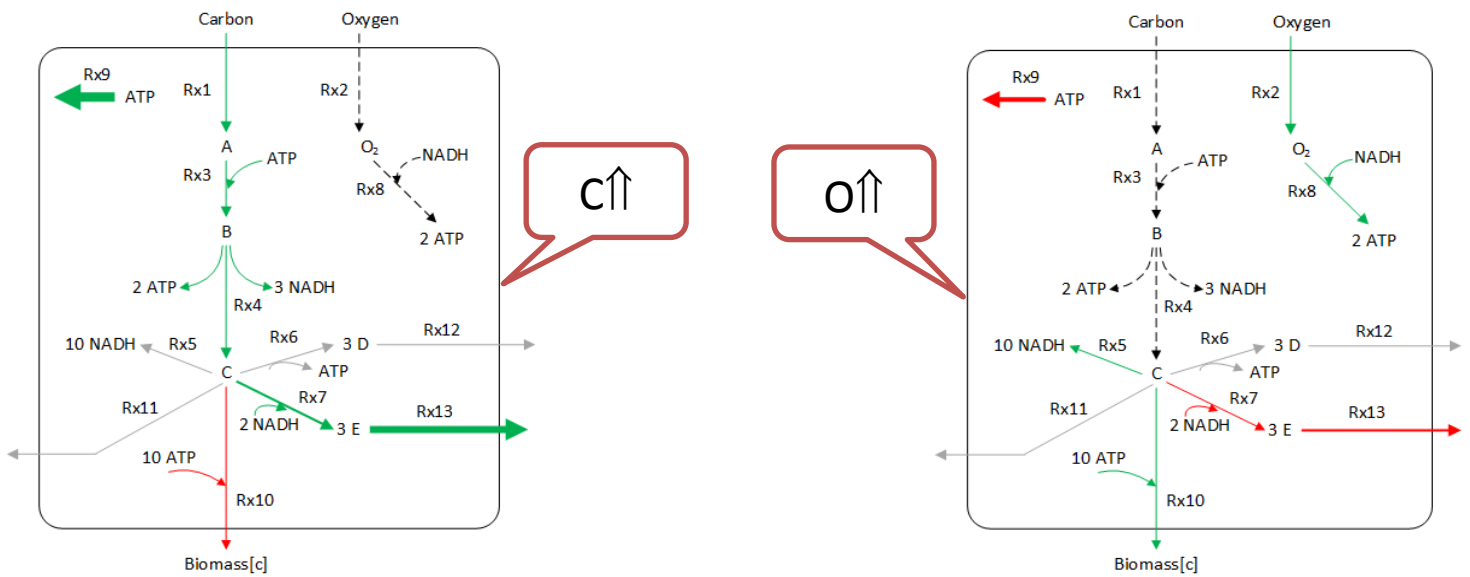 Carbon
Oxygen
Rx9
ATP
Rx1
Rx2
A
O₂
NADH
ATP
Rx3
Rx8
B
2 ATP
2 ATP
3 NADH
Rx4
10 NADH
Rx5
Rx6
3 D
Rx12
C
ATP
Rx11
Rx7
2 NADH
3 E
Rx13
10 ATP
Rx10
Biomass[c]
C⇑
O⇑
Carbon
Oxygen
Rx9
ATP
Rx1
Rx2
A
O₂
NADH
ATP
Rx3
Rx8
B
2 ATP
2 ATP
3 NADH
Rx4
10 NADH
Rx5
Rx6
3 D
Rx12
C
ATP
Rx11
Rx7
2 NADH
3 E
Rx13
10 ATP
Rx10
Biomass[c]